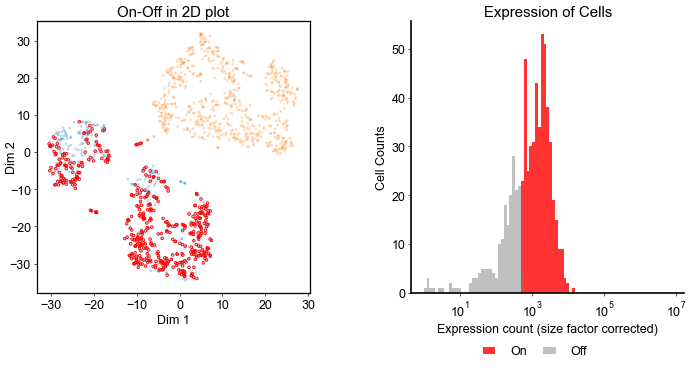 On-Off in 2D plot
Dim 2
30
20
10
0
−10
−20
−30
−30 −20 −10 0 10 20 30
Dim 1
Expression of Cells
Cell Counts
50
40
30
20
10
0
10^1 10^3 10^5 10^7
Expression count (size factor corrected)
On Off